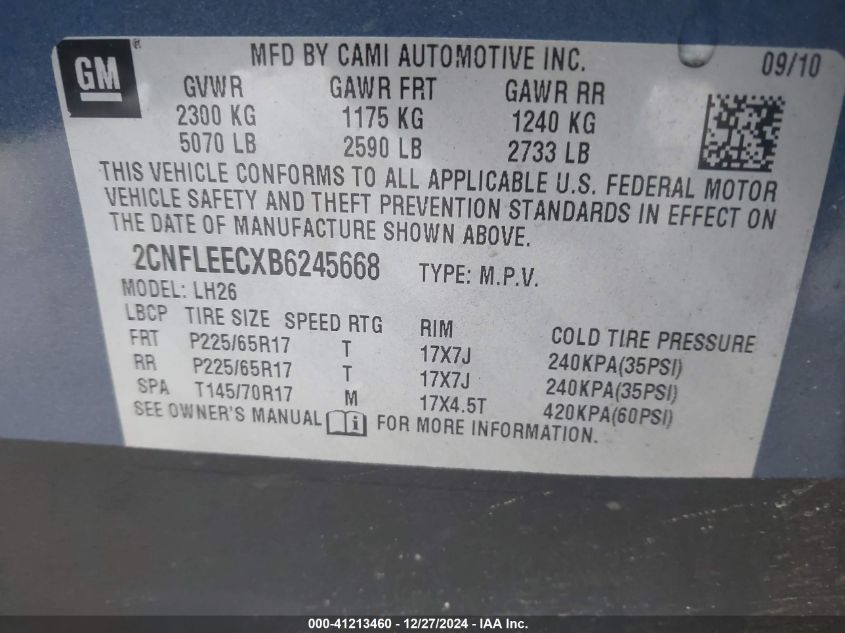 GM
MFD BY CAMI AUTOMOTIVE INC. 09/10
GVWR GAWR FRT GAWR RR
2300 KG 1175 KG 1240 KG
5070 LB 2590 LB 2733 LB
THIS VEHICLE CONFORMS TO ALL APPLICABLE U.S. FEDERAL MOTOR
VEHICLE SAFETY AND THEFT PREVENTION STANDARDS IN EFFECT ON
THE DATE OF MANUFACTURE SHOWN ABOVE.
2CNFLEECXB6245668 TYPE: M.P.V.
MODEL: LH26
LBCP TIRE SIZE SPEED RTG RIM COLD TIRE PRESSURE
FRT P225/65R17 T 17X7J 240KPA(35PSI)
RR P225/65R17 T 17X7J 240KPA(35PSI)
SPA T145/70R17 M 17X4.5T 420KPA(60PSI)
SEE OWNER'S MANUAL i FOR MORE INFORMATION.
000-41213460 - 12/27/2024 - IAA Inc.